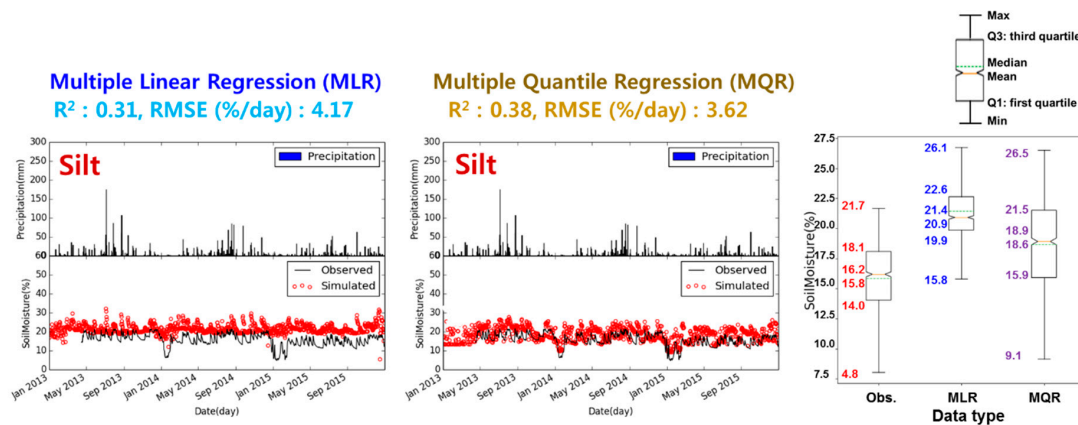 Multiple Linear Regression (MLR)
R² : 0.31, RMSE (%/day) : 4.17
Silt
Precipitation
Precipitation(mm)
300
250
200
150
100
50
60
Observed
Simulated
SoilMoisture(%)
50
40
30
20
10
0
Jan 2013
May 2013
Sep 2013
Jan 2014
May 2014
Sep 2014
Jan 2015
May 2015
Sep 2015
Date(day)
Multiple Quantile Regression (MQR)
R² : 0.38, RMSE (%/day) : 3.62
Silt
Precipitation
Precipitation(mm)
300
250
200
150
100
50
60
Observed
Simulated
SoilMoisture(%)
50
40
30
20
10
0
Jan 2013
May 2013
Sep 2013
Jan 2014
May 2014
Sep 2014
Jan 2015
May 2015
Sep 2015
Date(day)
Max
Q3: third quartile
Median
Mean
Q1: first quartile
Min
SoilMoisture(%)
27.5
25.0
22.5
20.0
17.5
15.0
12.5
10.0
7.5
21.7
18.1
16.2
15.8
14.0
4.8
26.1
22.6
21.4
20.9
19.9
15.8
26.5
21.5
18.9
18.6
15.9
9.1
Obs.
MLR
MQR
Data type